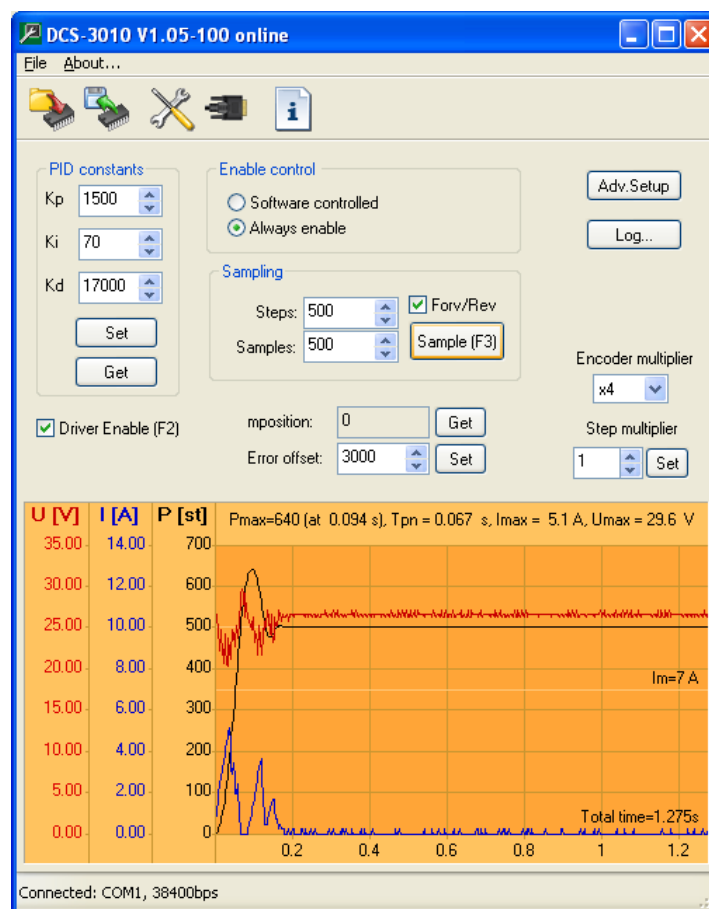 DCS-3010 V1.05-100 online
File About...
PID constants
Kp 1500
Ki 70
Kd 17000
Set
Get
Enable control
Software controlled
Always enable
Adv.Setup
Log...
Sampling
Steps: 500
Forv/Rev
Samples: 500
Sample (F3)
Encoder multiplier
x4
Driver Enable (F2)
mposition: 0 Get
Error offset: 3000 Set
Step multiplier
1 Set
U [V] I [A] P [st]
Pmax=640 (at 0.094 s), Tpn = 0.067 s, Imax = 5.1 A, Umax = 29.6 V
35.00 14.00 700
30.00 12.00 600
25.00 10.00 500
20.00 8.00 400
Im=7 A
15.00 6.00 300
10.00 4.00 200
5.00 2.00 100
Total time=1.275s
0.00 0.00 0
0.2 0.4 0.6 0.8 1 1.2
Connected: COM1, 38400bps